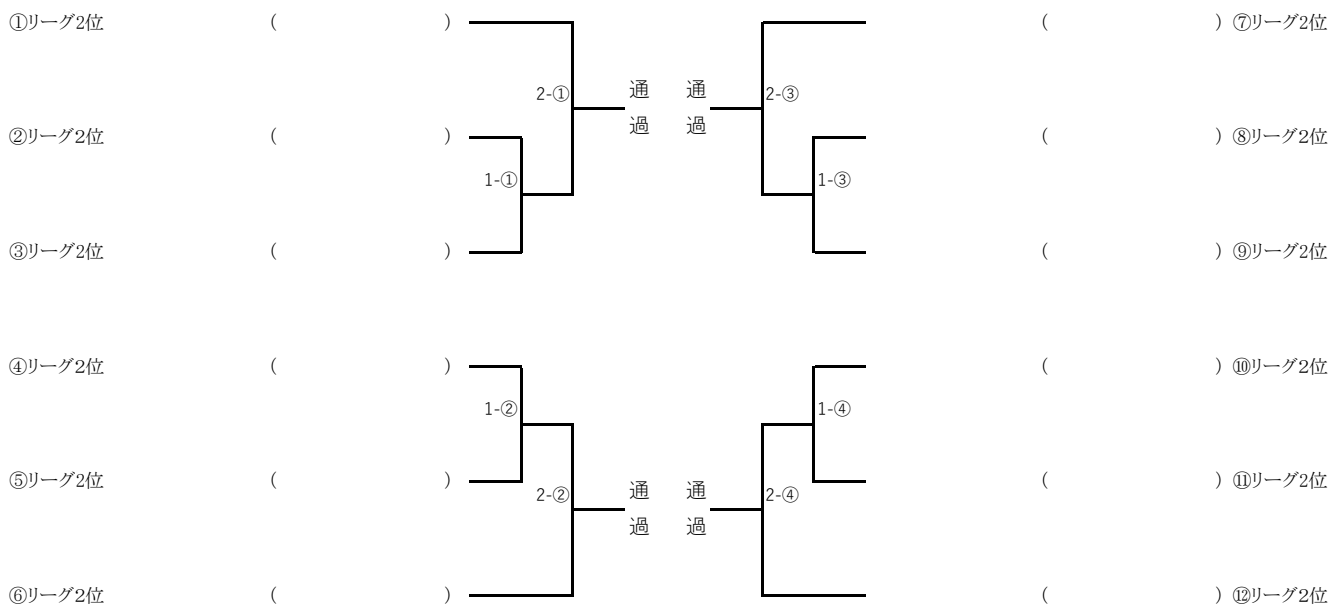 ①リーグ2位 ( ) ( ) ⑦リーグ2位
2-① 通過 通過 2-③
②リーグ2位 ( ) ( ) ⑧リーグ2位
1-① 1-③
③リーグ2位 ( ) ( ) ⑨リーグ2位
④リーグ2位 ( ) ( ) ⑩リーグ2位
1-② 1-④
⑤リーグ2位 ( ) ( ) ⑪リーグ2位
2-② 通過 通過 2-④
⑥リーグ2位 ( ) ( ) ⑫リーグ2位